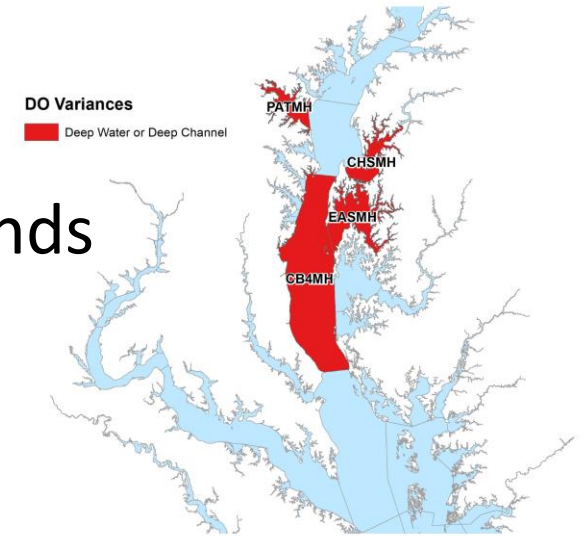 DO Variances
Deep Water or Deep Channel
nds
PATMH
CHSMH
EASMH
CB4MH